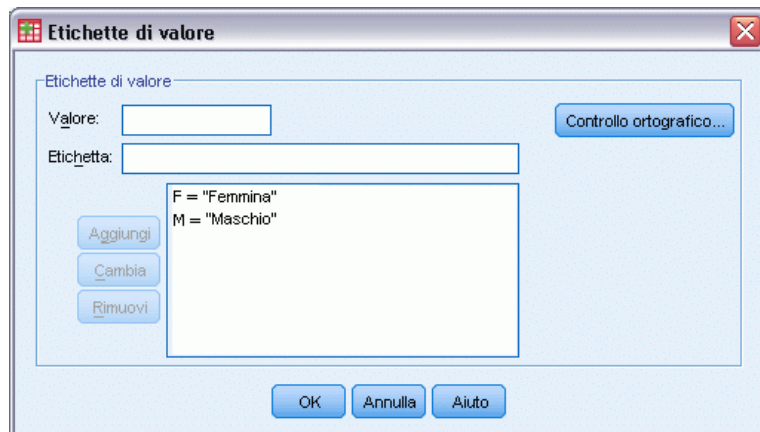 Etichette di valore
Etichette di valore
Valore:
Controllo ortografico...
Etichetta:
F = "Femmina"
M = "Maschio"
Aggiungi
Cambia
Rimuovi
OK Annulla Aiuto